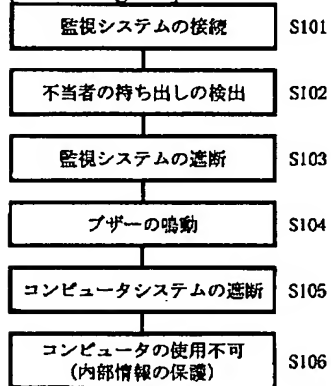 監視システムの接続 S101
不当者の持ち出しの検出 S102
監視システムの遮断 S103
ブザーの鳴動 S104
コンピュータシステムの遮断 S105
コンピュータの使用不可
(内部情報の保護) S106